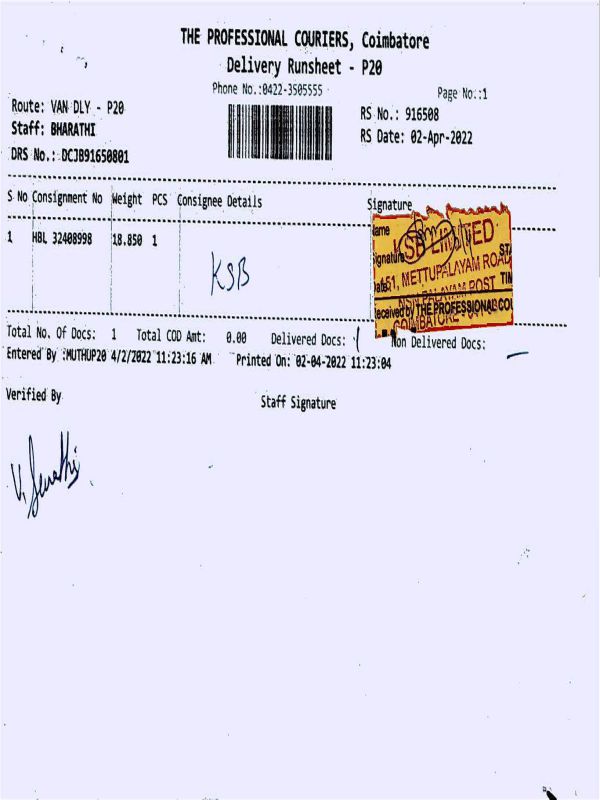 THE PROFESSIONAL COURIERS, Coimbatore
Delivery Runsheet - P20
Phone No.:0422-3505555
Page No.:1
Route: VAN DLY - P20
RS No.: 916508
Staff: BHARATHI
RS Date: 02-Apr-2022
DRS No.: DCJB91650801
S No Consignment No Weight PCS Consignee Details Signature
1 HBL 32408998 18.850 1
KSB
KSB LIMITED
151, METTUPALAYAM ROAD
POST
Received by THE PROFESSIONAL COU
COIMBATORE
Total No. Of Docs: 1 Total COD Amt: 0.00 Delivered Docs: 1 Non Delivered Docs: —
Entered By :MUTHUP20 4/2/2022 11:23:16 AM Printed On: 02-04-2022 11:23:04
Verified By
Staff Signature